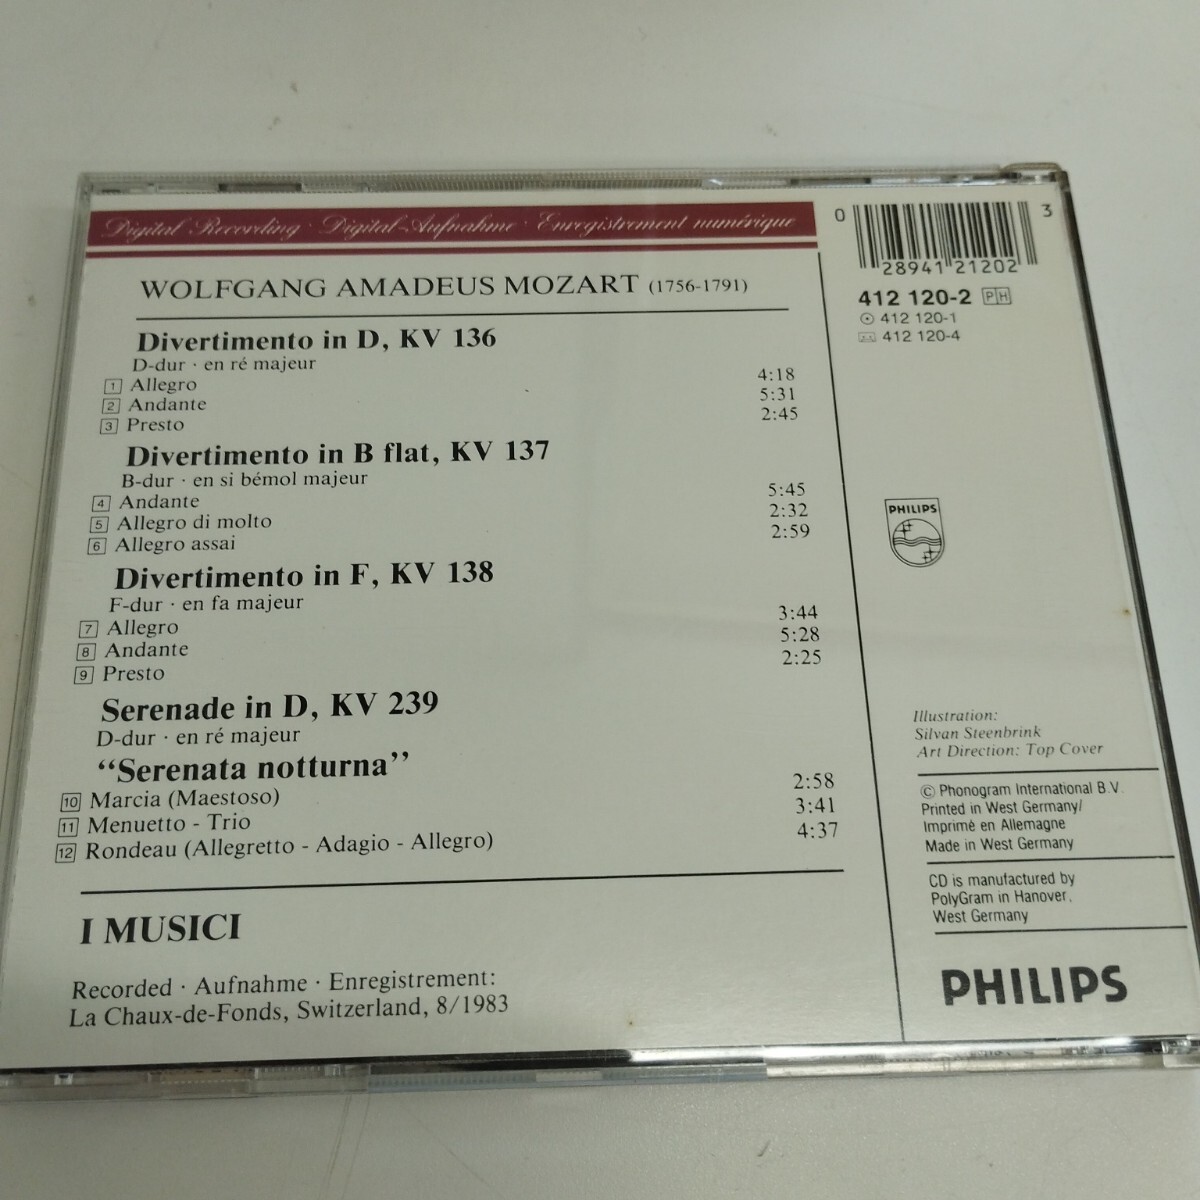 Digital Recording · Digital-Aufnahme · Enregistrement numérique
WOLFGANG AMADEUS MOZART (1756-1791)
Divertimento in D, KV 136
D-dur · en ré majeur
1 Allegro 4:18
2 Andante 5:31
3 Presto 2:45
Divertimento in B flat, KV 137
B-dur · en si bémol majeur
4 Andante 5:45
5 Allegro di molto 2:32
6 Allegro assai 2:59
Divertimento in F, KV 138
F-dur · en fa majeur
7 Allegro 3:44
8 Andante 5:28
9 Presto 2:25
Serenade in D, KV 239
D-dur · en ré majeur
“Serenata notturna”
10 Marcia (Maestoso) 2:58
11 Menuetto - Trio 3:41
12 Rondeau (Allegretto - Adagio - Allegro) 4:37
I MUSICI
Recorded · Aufnahme · Enregistrement:
La Chaux-de-Fonds, Switzerland, 8/1983
0 28941 21202 3
412 120-2 PH
412 120-1
412 120-4
PHILIPS
Illustration:
Silvan Steenbrink
Art Direction: Top Cover
© Phonogram International B.V.
Printed in West Germany/
Imprimé en Allemagne
Made in West Germany
CD is manufactured by
PolyGram in Hanover,
West Germany
PHILIPS